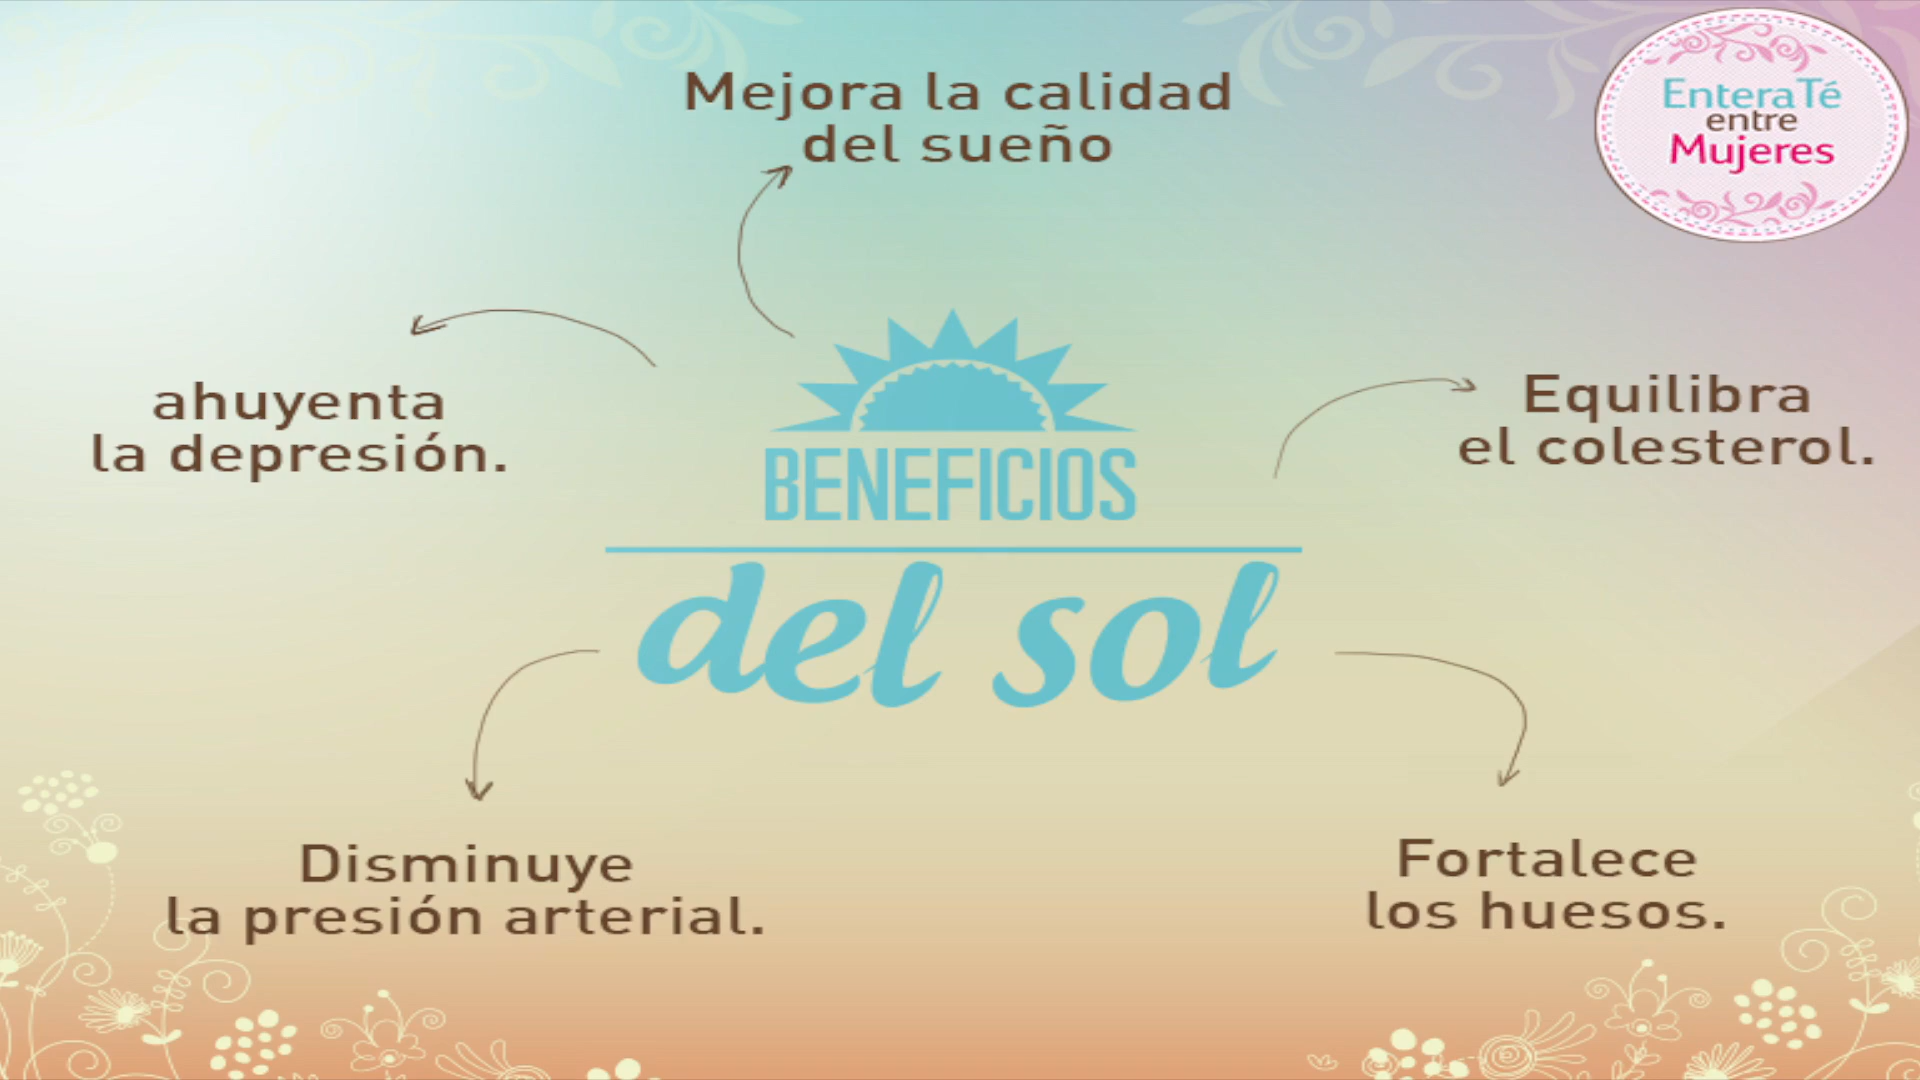 Mejora la calidad
del sueño
EnteraTé
entre
Mujeres
ahuyenta
la depresión.
Equilibra
el colesterol.
BENEFICIOS
del sol
Disminuye
la presión arterial.
Fortalece
los huesos.